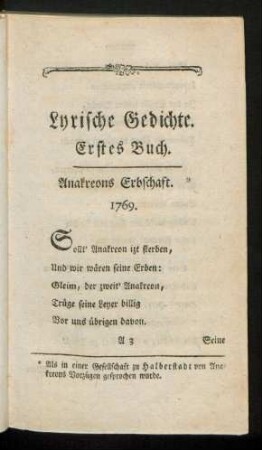 Lyrische Gedichte.
Erstes Buch.
Anakreons Erbschaft. *
1769.
Sollt' Anakreon izt sterben,
Und wir wären seine Erben:
Gleim, der zweit' Anakreon,
Trüge seine Leyer billig
Vor uns übrigen davon.
A 3 Seine
* Als in einer Gesellschaft zu Halberstadt von Ana-
kreons Vorzügen gesprochen wurde.